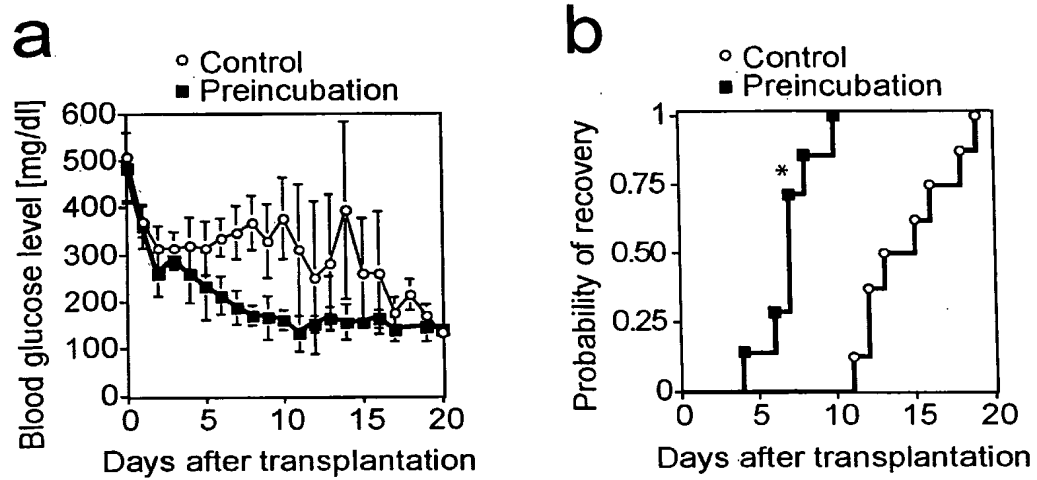 a
Control
Preincubation
Blood glucose level [mg/dl]
600
500
400
300
200
100
0
0 5 10 15 20
Days after transplantation
b
Control
Preincubation
Probability of recovery
1
0.75
0.50
0.25
0
*
0 5 10 15 20
Days after transplantation